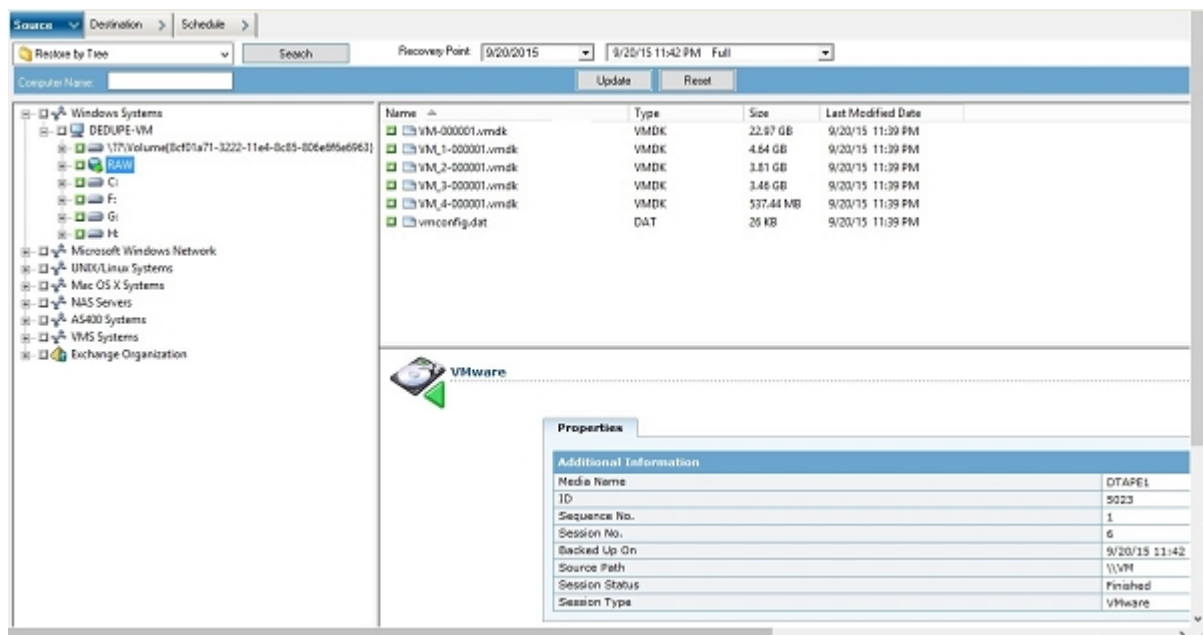 Source Destination Schedule
Restore by Tree Search Recovery Point: 9/20/2015 9/20/15 11:42 PM Full
Computer Name: Update Reset
Windows Systems
DEDUPE-VM
\\??\Volume{8cf01a71-3222-11e4-8c85-806e6f6e6963}
RAW
C:
F:
G:
H:
Microsoft Windows Network
UNIX/Linux Systems
Mac OS X Systems
NAS Servers
AS400 Systems
VMS Systems
Exchange Organization
Name Type Size Last Modified Date
VM-000001.vmdk VMDK 22.97 GB 9/20/15 11:39 PM
VM_1-000001.vmdk VMDK 4.64 GB 9/20/15 11:39 PM
VM_2-000001.vmdk VMDK 3.81 GB 9/20/15 11:39 PM
VM_3-000001.vmdk VMDK 3.46 GB 9/20/15 11:39 PM
VM_4-000001.vmdk VMDK 537.44 MB 9/20/15 11:39 PM
vmconfig.dat DAT 26 KB 9/20/15 11:39 PM
VMware
Properties
Additional Information
Media Name DTAPE1
ID 5023
Sequence No. 1
Session No. 6
Backed Up On 9/20/15 11:42
Source Path \\VM
Session Status Finished
Session Type VMware